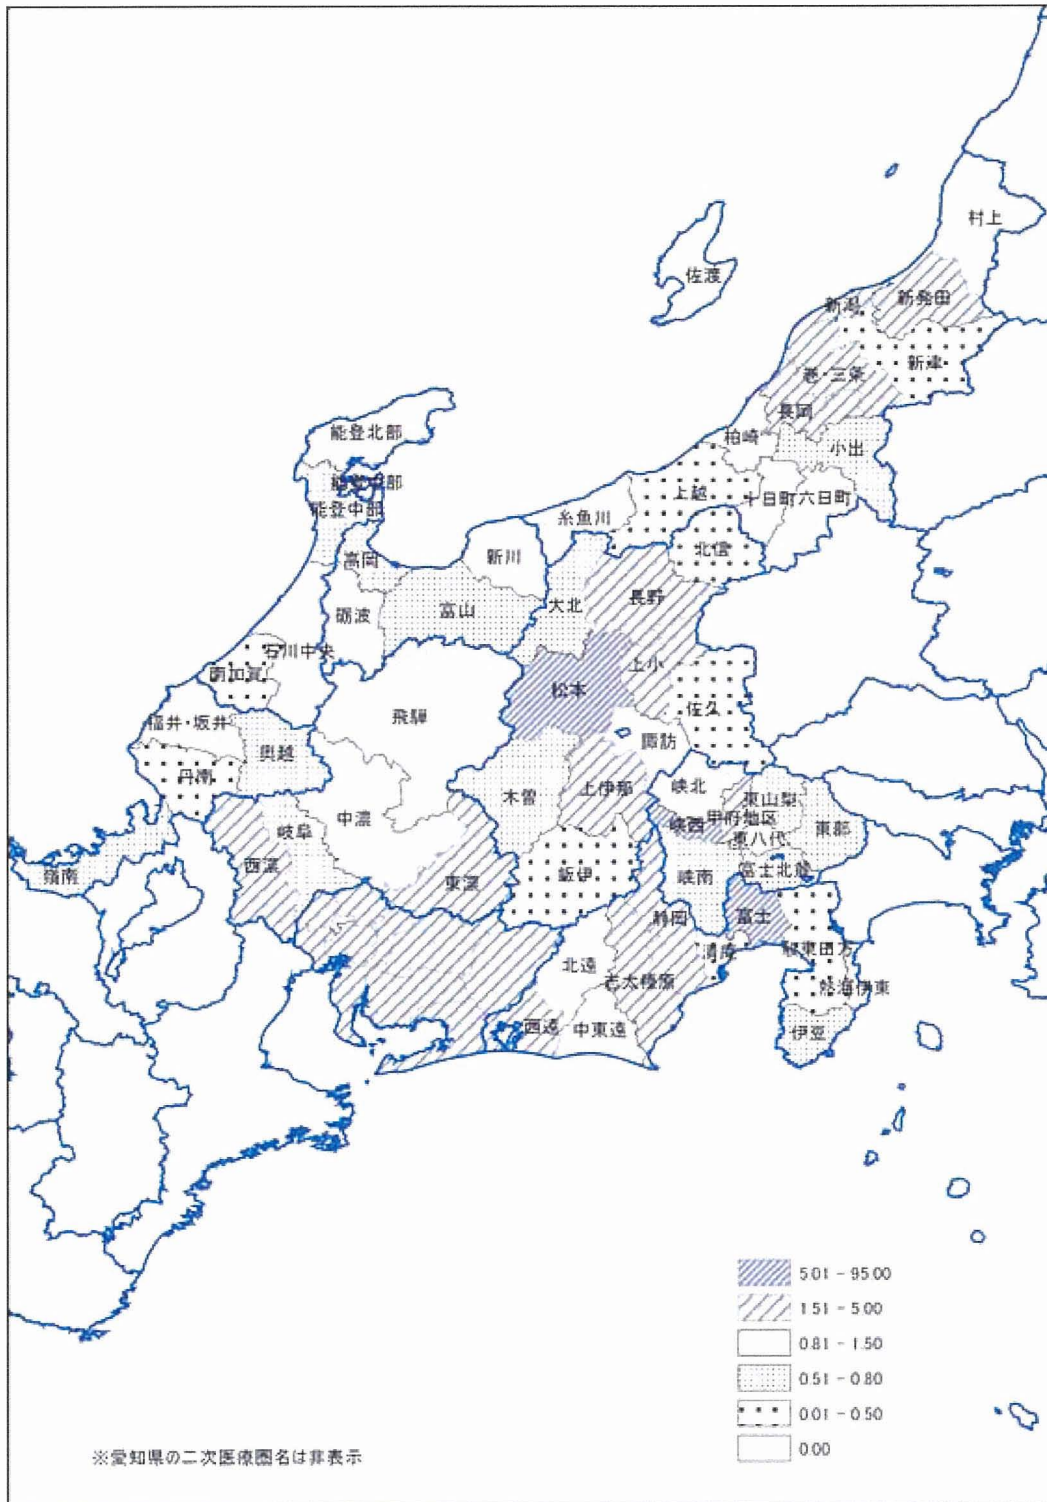 村上
佐渡
新潟
新発田
新津
巻・三条
長岡
柏崎
小出
能登北部
能登中部
能登中部
上越
十日町
六日町
糸魚川
北信
新川
高岡
大北
長野
富山
砺波
石川中央
南加賀
上小
松本
佐久
飛騨
福井・坂井
奥越
諏訪
丹南
木曽
上伊那
峡北
東山梨
甲府地区
峡西
東八代
東部
中濃
岐阜
西濃
東濃
飯伊
峡南
富士北麓
嶺南
静岡
富士
駿東田方
北遠
志太榛原
熱海伊東
西遠
中東遠
伊豆
5.01 - 95.00
1.51 - 5.00
0.81 - 1.50
0.51 - 0.80
0.01 - 0.50
0.00
※愛知県の二次医療圏名は非表示